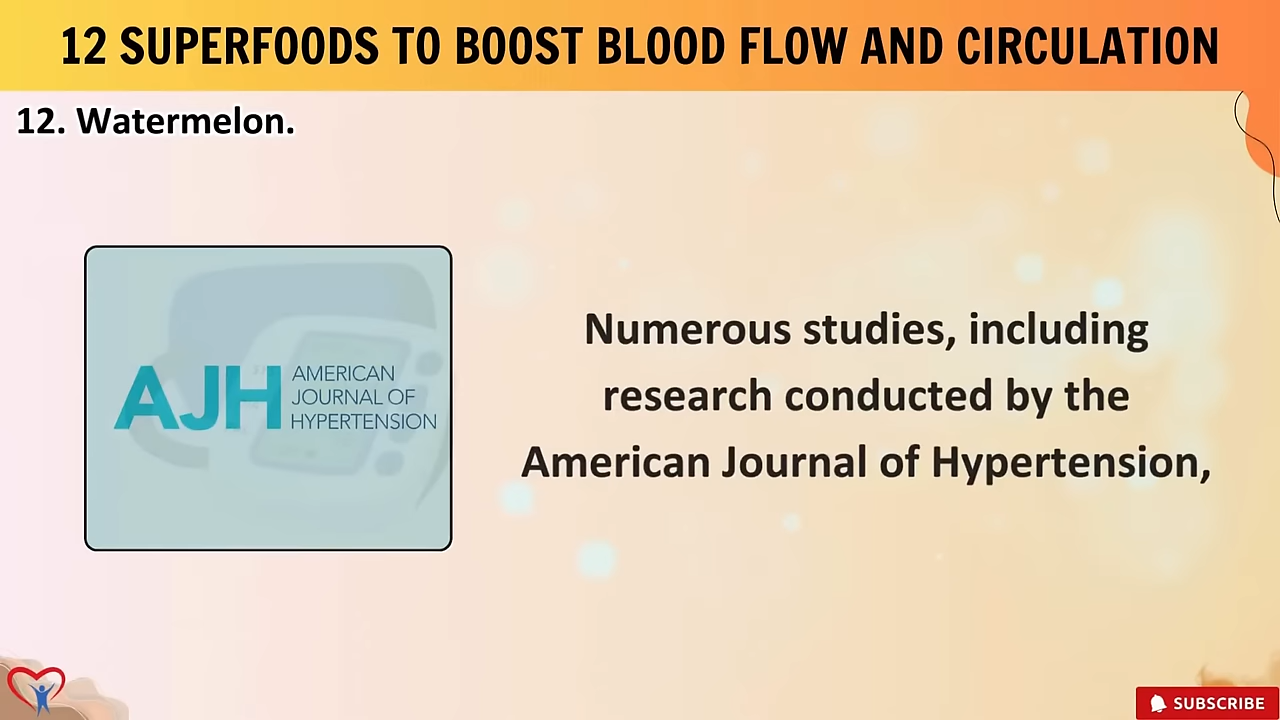 12 SUPERFOODS TO BOOST BLOOD FLOW AND CIRCULATION
12. Watermelon.
AJH AMERICAN
JOURNAL OF
HYPERTENSION
Numerous studies, including
research conducted by the
American Journal of Hypertension,
SUBSCRIBE